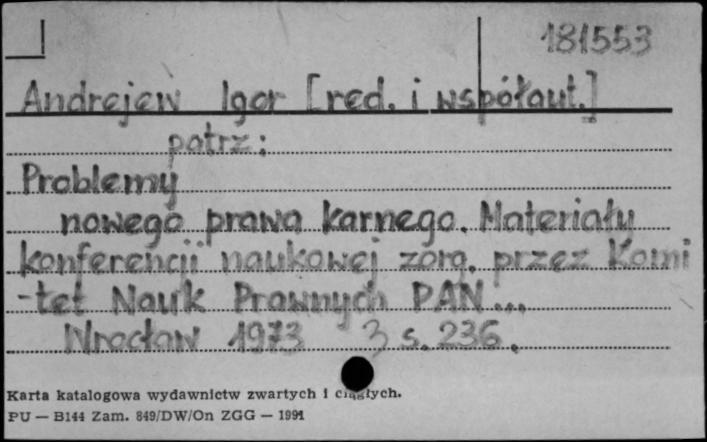 181553
Andrejew Igor [red. i współaut.]
patrz:
Problemy
nowego prawa karnego. Materiały
konferencji naukowej zorg. przez Komi
-tet Nauk Prawnych PAN...
Wrocław 1973 3 s. 236.
Karta katalogowa wydawnictw zwartych i ciągłych.
PU — B144 Zam. 849/DW/On ZGG — 1991